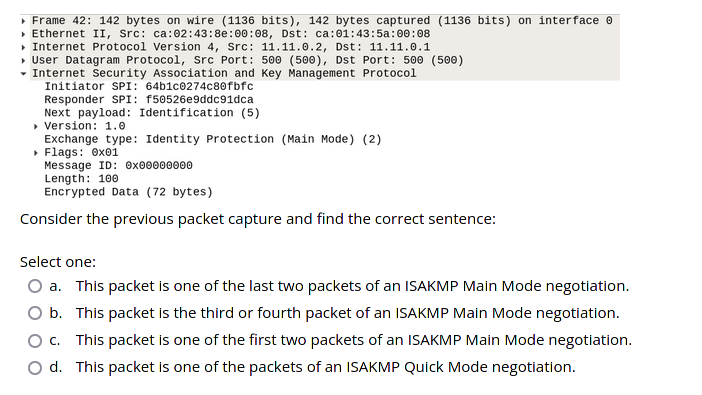 Frame 42: 142 bytes on wire (1136 bits), 142 bytes captured (1136 bits) on interface 0
Ethernet II, Src: ca:02:43:8e:00:08, Dst: ca:01:43:5a:00:08
Internet Protocol Version 4, Src: 11.11.0.2, Dst: 11.11.0.1
User Datagram Protocol, Src Port: 500 (500), Dst Port: 500 (500)
Internet Security Association and Key Management Protocol
Initiator SPI: 64b1c0274c80fbfc
Responder SPI: f50526e9ddc91dca
Next payload: Identification (5)
Version: 1.0
Exchange type: Identity Protection (Main Mode) (2)
Flags: 0x01
Message ID: 0x00000000
Length: 100
Encrypted Data (72 bytes)
Consider the previous packet capture and find the correct sentence:
Select one:
a. This packet is one of the last two packets of an ISAKMP Main Mode negotiation.
b. This packet is the third or fourth packet of an ISAKMP Main Mode negotiation.
c. This packet is one of the first two packets of an ISAKMP Main Mode negotiation.
d. This packet is one of the packets of an ISAKMP Quick Mode negotiation.